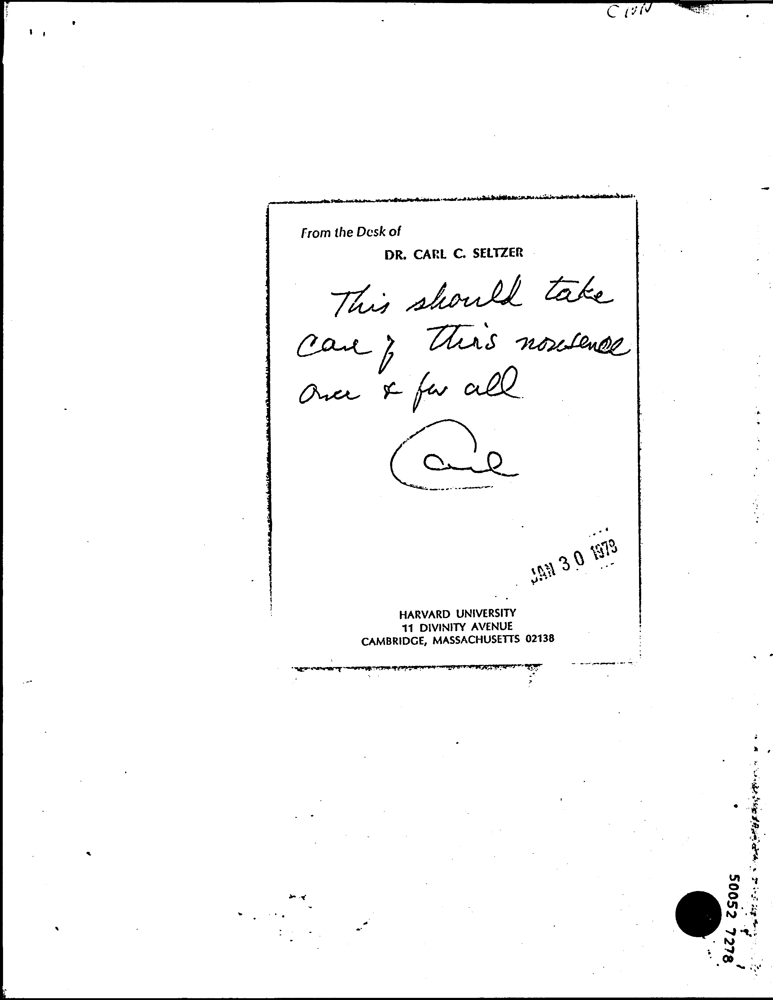 From the Desk of
DR. CARL C. SELTZER
This should take
care of this nonsense
once & for all
Carl
JAN 30 1979
HARVARD UNIVERSITY
11 DIVINITY AVENUE
CAMBRIDGE, MASSACHUSETTS 02138
50052 7278